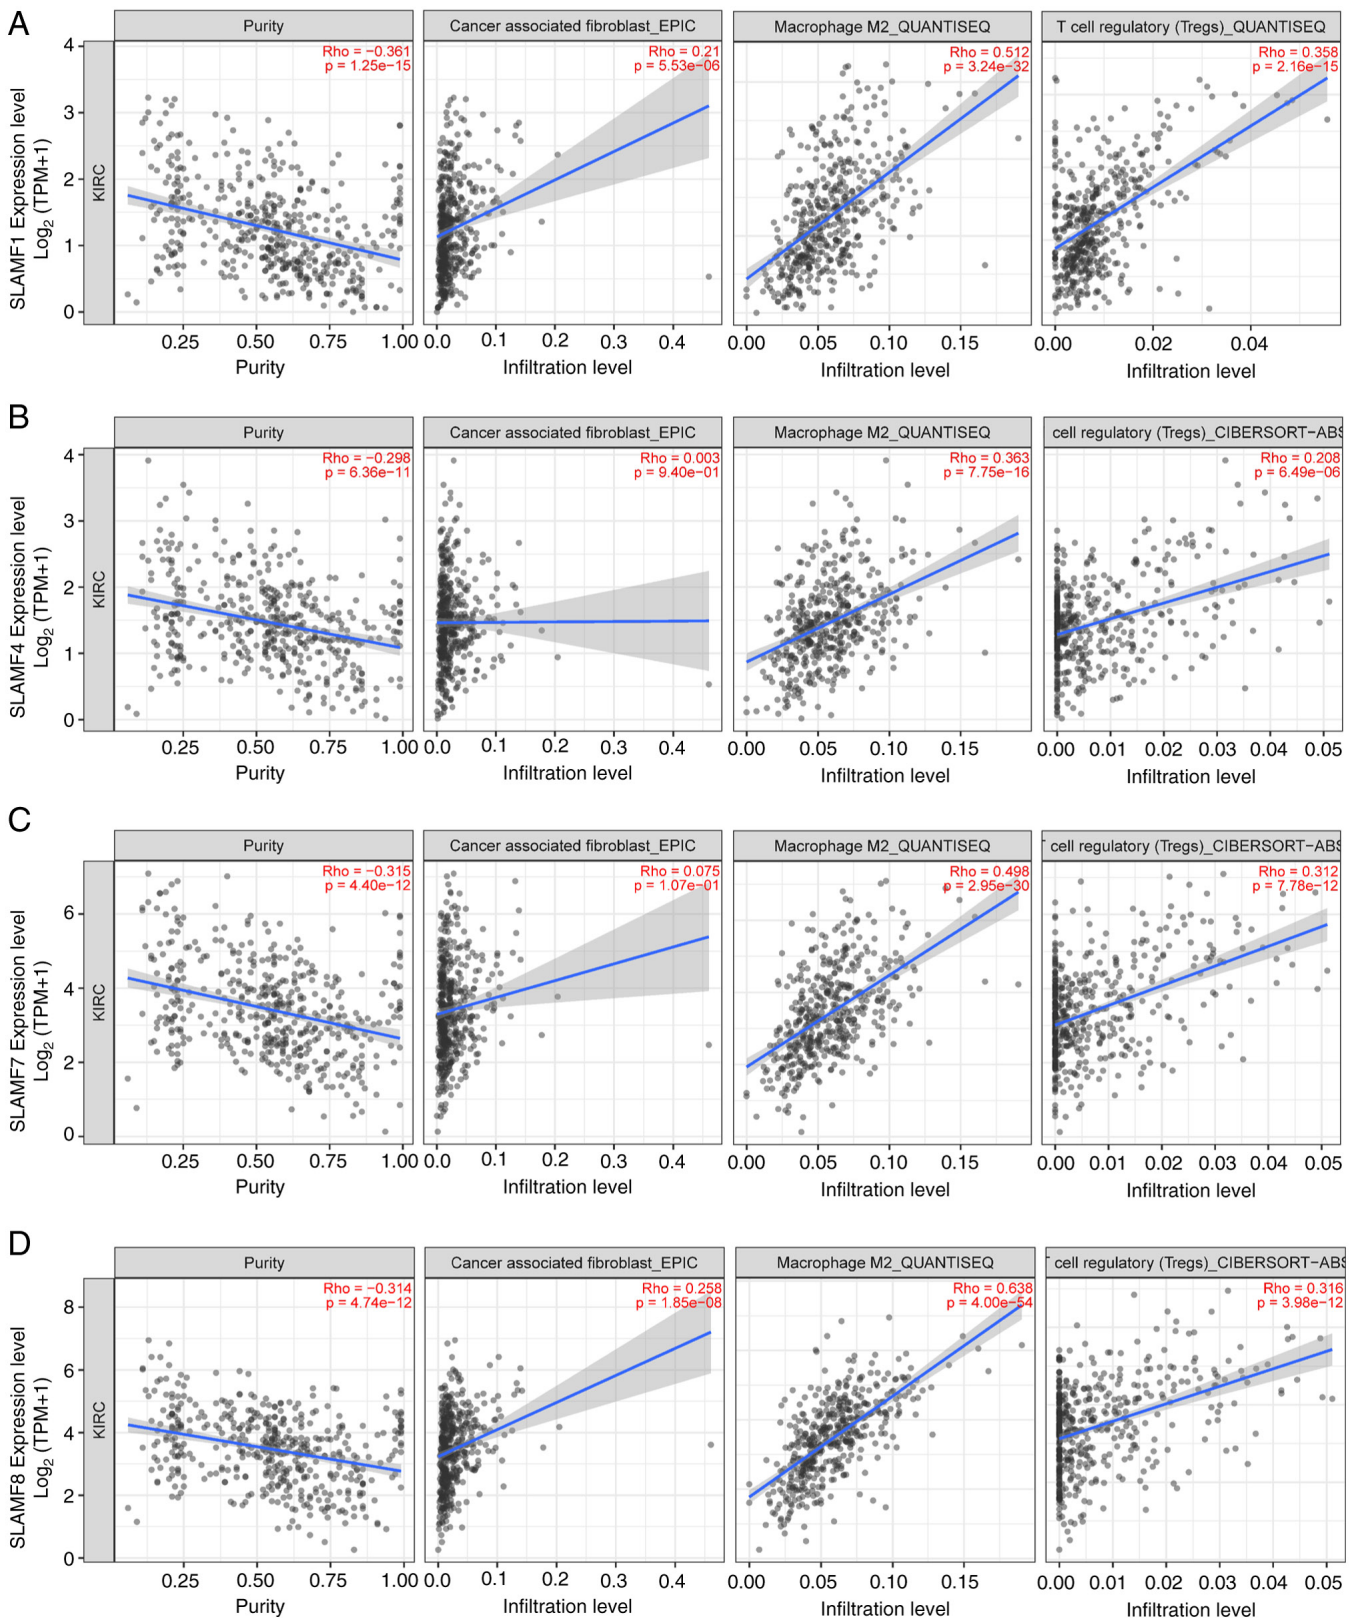 A
Purity
Cancer associated fibroblast_EPIC
Macrophage M2_QUANTISEQ
T cell regulatory (Tregs)_QUANTISEQ
SLAMF1 Expression level
Log2 (TPM+1)
KIRC
4
3
2
1
0
Rho = −0.361
p = 1.25e−15
Rho = 0.21
p = 5.53e−06
Rho = 0.512
p = 3.24e−32
Rho = 0.358
p = 2.16e−15
0.25 0.50 0.75 1.00
0.0 0.1 0.2 0.3 0.4
0.00 0.05 0.10 0.15
0.00 0.02 0.04
Purity
Infiltration level
Infiltration level
Infiltration level
B
Purity
Cancer associated fibroblast_EPIC
Macrophage M2_QUANTISEQ
cell regulatory (Tregs)_CIBERSORT−ABS
SLAMF4 Expression level
Log2 (TPM+1)
KIRC
4
3
2
1
0
Rho = −0.298
p = 6.36e−11
Rho = 0.003
p = 9.40e−01
Rho = 0.363
p = 7.75e−16
Rho = 0.208
p = 6.49e−06
0.25 0.50 0.75 1.00
0.0 0.1 0.2 0.3 0.4
0.00 0.05 0.10 0.15
0.00 0.01 0.02 0.03 0.04 0.05
Purity
Infiltration level
Infiltration level
Infiltration level
C
Purity
Cancer associated fibroblast_EPIC
Macrophage M2_QUANTISEQ
T cell regulatory (Tregs)_CIBERSORT−ABS
SLAMF7 Expression level
Log2 (TPM+1)
KIRC
6
4
2
0
Rho = −0.315
p = 4.40e−12
Rho = 0.075
p = 1.07e−01
Rho = 0.498
p = 2.95e−30
Rho = 0.312
p = 7.78e−12
0.25 0.50 0.75 1.00
0.0 0.1 0.2 0.3 0.4
0.00 0.05 0.10 0.15
0.00 0.01 0.02 0.03 0.04 0.05
Purity
Infiltration level
Infiltration level
Infiltration level
D
Purity
Cancer associated fibroblast_EPIC
Macrophage M2_QUANTISEQ
T cell regulatory (Tregs)_CIBERSORT−ABS
SLAMF8 Expression level
Log2 (TPM+1)
KIRC
8
6
4
2
0
Rho = −0.314
p = 4.74e−12
Rho = 0.258
p = 1.85e−08
Rho = 0.638
p = 4.00e−54
Rho = 0.316
p = 3.98e−12
0.25 0.50 0.75 1.00
0.0 0.1 0.2 0.3 0.4
0.00 0.05 0.10 0.15
0.00 0.01 0.02 0.03 0.04 0.05
Purity
Infiltration level
Infiltration level
Infiltration level